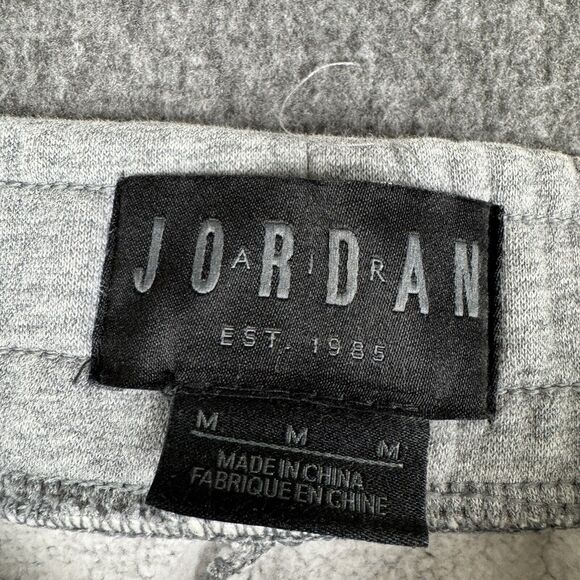 JORDAN
AIR
EST. 1985
M M M
MADE IN CHINA
FABRIQUE EN CHINE